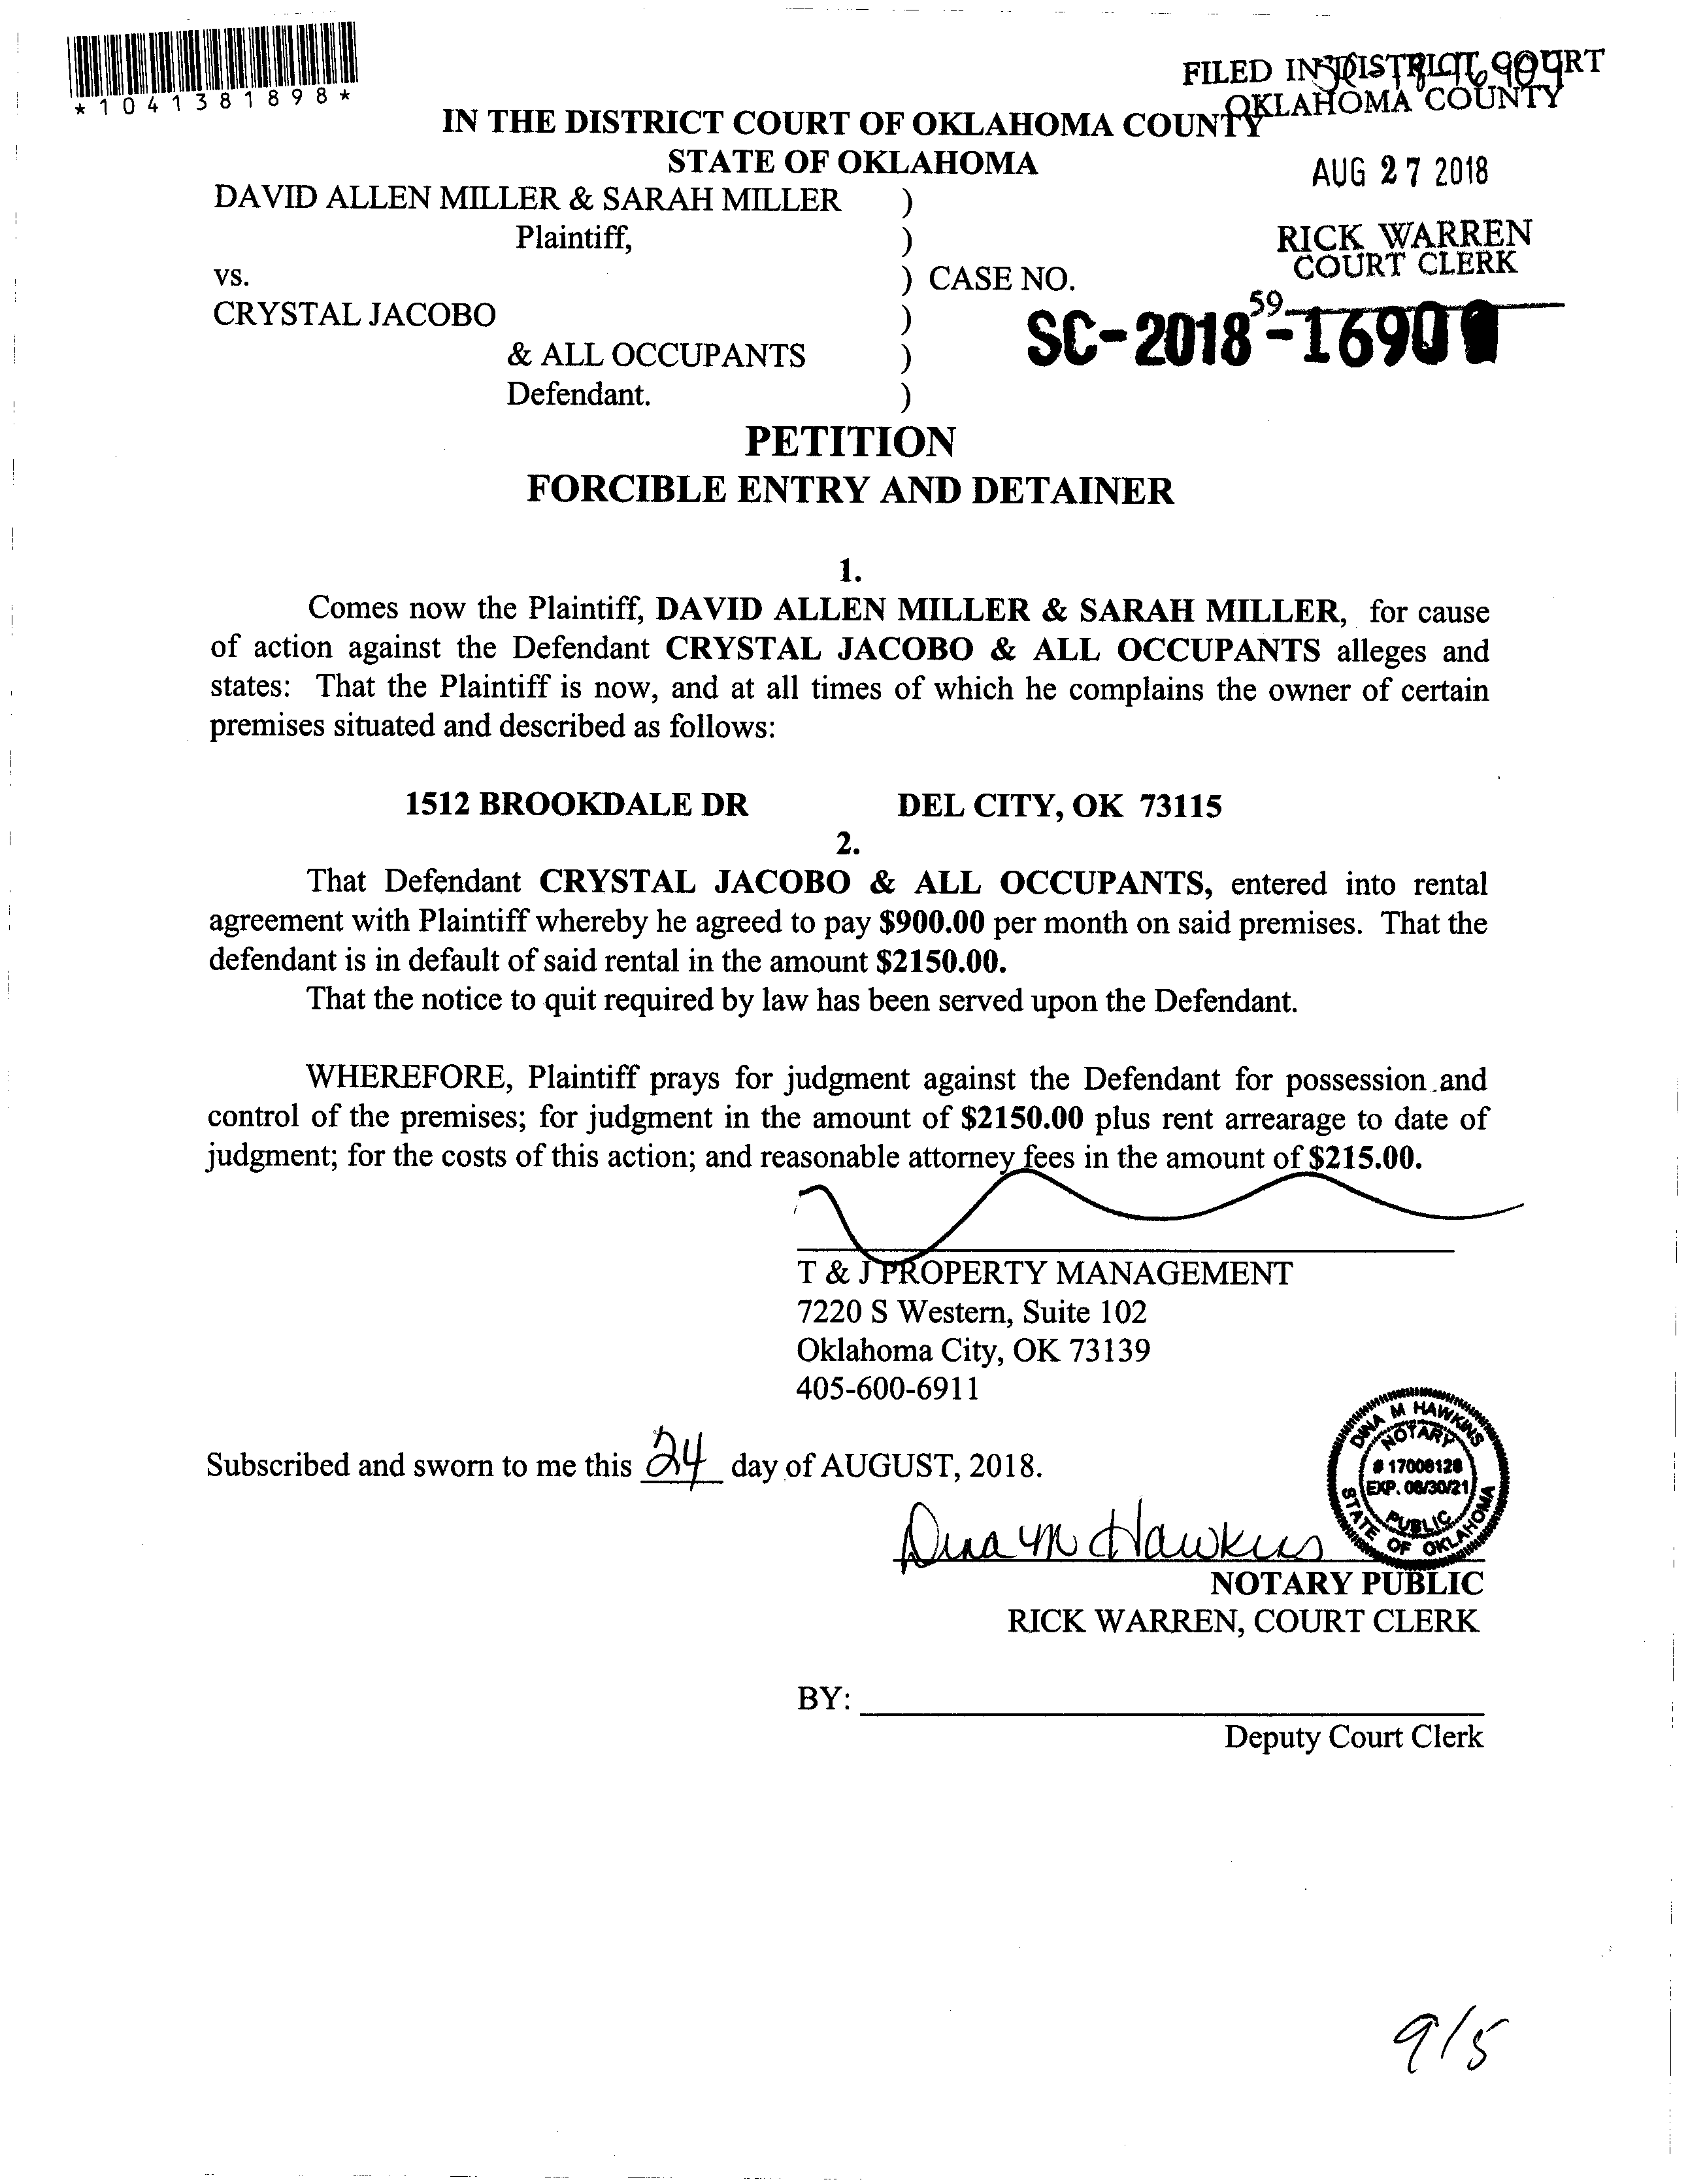 *1041381898*
FILED IN DISTRICT COURT
OKLAHOMA COUNTY
IN THE DISTRICT COURT OF OKLAHOMA COUNTY
STATE OF OKLAHOMA
AUG 27 2018
DAVID ALLEN MILLER & SARAH MILLER )
Plaintiff, )
RICK WARREN
COURT CLERK
vs. ) CASE NO.
59
CRYSTAL JACOBO )
SC-2018-1690
& ALL OCCUPANTS )
Defendant. )
PETITION
FORCIBLE ENTRY AND DETAINER
1.
Comes now the Plaintiff, DAVID ALLEN MILLER & SARAH MILLER, for cause
of action against the Defendant CRYSTAL JACOBO & ALL OCCUPANTS alleges and
states: That the Plaintiff is now, and at all times of which he complains the owner of certain
premises situated and described as follows:
1512 BROOKDALE DR DEL CITY, OK 73115
2.
That Defendant CRYSTAL JACOBO & ALL OCCUPANTS, entered into rental
agreement with Plaintiff whereby he agreed to pay $900.00 per month on said premises. That the
defendant is in default of said rental in the amount $2150.00.
That the notice to quit required by law has been served upon the Defendant.
WHEREFORE, Plaintiff prays for judgment against the Defendant for possession and
control of the premises; for judgment in the amount of $2150.00 plus rent arrearage to date of
judgment; for the costs of this action; and reasonable attorney fees in the amount of $215.00.
T & J PROPERTY MANAGEMENT
7220 S Western, Suite 102
Oklahoma City, OK 73139
405-600-6911
DINA M HAWKINS
NOTARY
# 17008128
EXP. 08/30/21
PUBLIC
STATE OF OKLAHOMA
Subscribed and sworn to me this 24 day of AUGUST, 2018.
Dina M Hawkins
NOTARY PUBLIC
RICK WARREN, COURT CLERK
BY:
Deputy Court Clerk
9/5